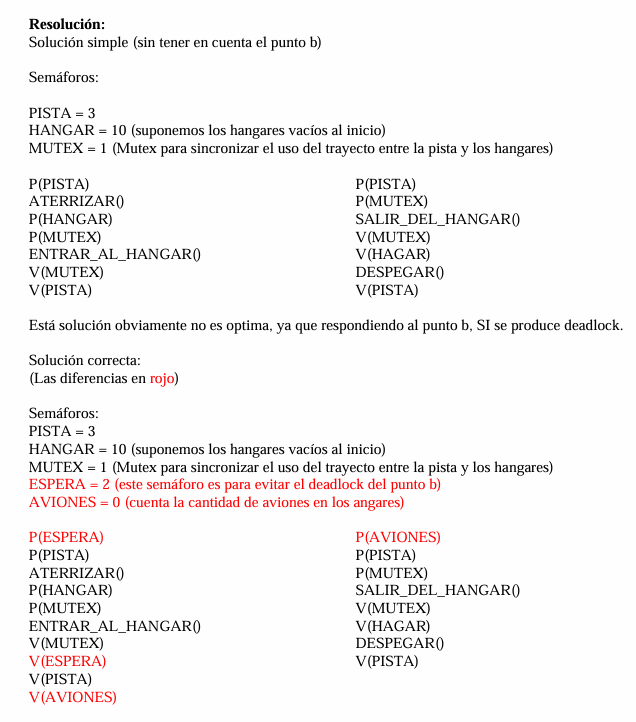 Resolución:
Solución simple (sin tener en cuenta el punto b)
Semáforos:
PISTA = 3
HANGAR = 10 (suponemos los hangares vacíos al inicio)
MUTEX = 1 (Mutex para sincronizar el uso del trayecto entre la pista y los hangares)
P(PISTA)
ATERRIZAR()
P(HANGAR)
P(MUTEX)
ENTRAR_AL_HANGAR()
V(MUTEX)
V(PISTA)
P(PISTA)
P(MUTEX)
SALIR_DEL_HANGAR()
V(MUTEX)
V(HAGAR)
DESPEGAR()
V(PISTA)
Está solución obviamente no es optima, ya que respondiendo al punto b, SI se produce deadlock.
Solución correcta:
(Las diferencias en rojo)
Semáforos:
PISTA = 3
HANGAR = 10 (suponemos los hangares vacíos al inicio)
MUTEX = 1 (Mutex para sincronizar el uso del trayecto entre la pista y los hangares)
ESPERA = 2 (este semáforo es para evitar el deadlock del punto b)
AVIONES = 0 (cuenta la cantidad de aviones en los angares)
P(ESPERA)
P(PISTA)
ATERRIZAR()
P(HANGAR)
P(MUTEX)
ENTRAR_AL_HANGAR()
V(MUTEX)
V(ESPERA)
V(PISTA)
V(AVIONES)
P(AVIONES)
P(PISTA)
P(MUTEX)
SALIR_DEL_HANGAR()
V(MUTEX)
V(HAGAR)
DESPEGAR()
V(PISTA)